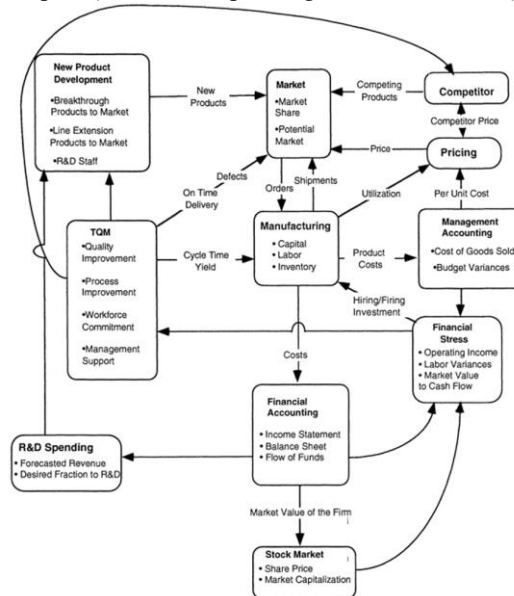 New Product
Development
•Breakthrough
Products to Market
•Line Extension
Products to Market
•R&D Staff
New
Products
Market
•Market
Share
•Potential
Market
Competing
Products
Competitor
Competitor Price
Price
Pricing
Defects
On Time
Delivery
Orders
Shipments
Utilization
Per Unit Cost
TQM
•Quality
Improvement
•Process
Improvement
•Workforce
Commitment
•Management
Support
Cycle Time
Yield
Manufacturing
• Capital
• Labor
• Inventory
Product
Costs
Management
Accounting
•Cost of Goods Sold
•Budget Variances
Hiring/Firing
Investment
Financial
Stress
• Operating Income
• Labor Variances
• Market Value
to Cash Flow
Costs
Financial
Accounting
• Income Statement
• Balance Sheet
• Flow of Funds
R&D Spending
• Forecasted Revenue
• Desired Fraction to R&D
Market Value of the Firm
Stock Market
• Share Price
• Market Capitalization